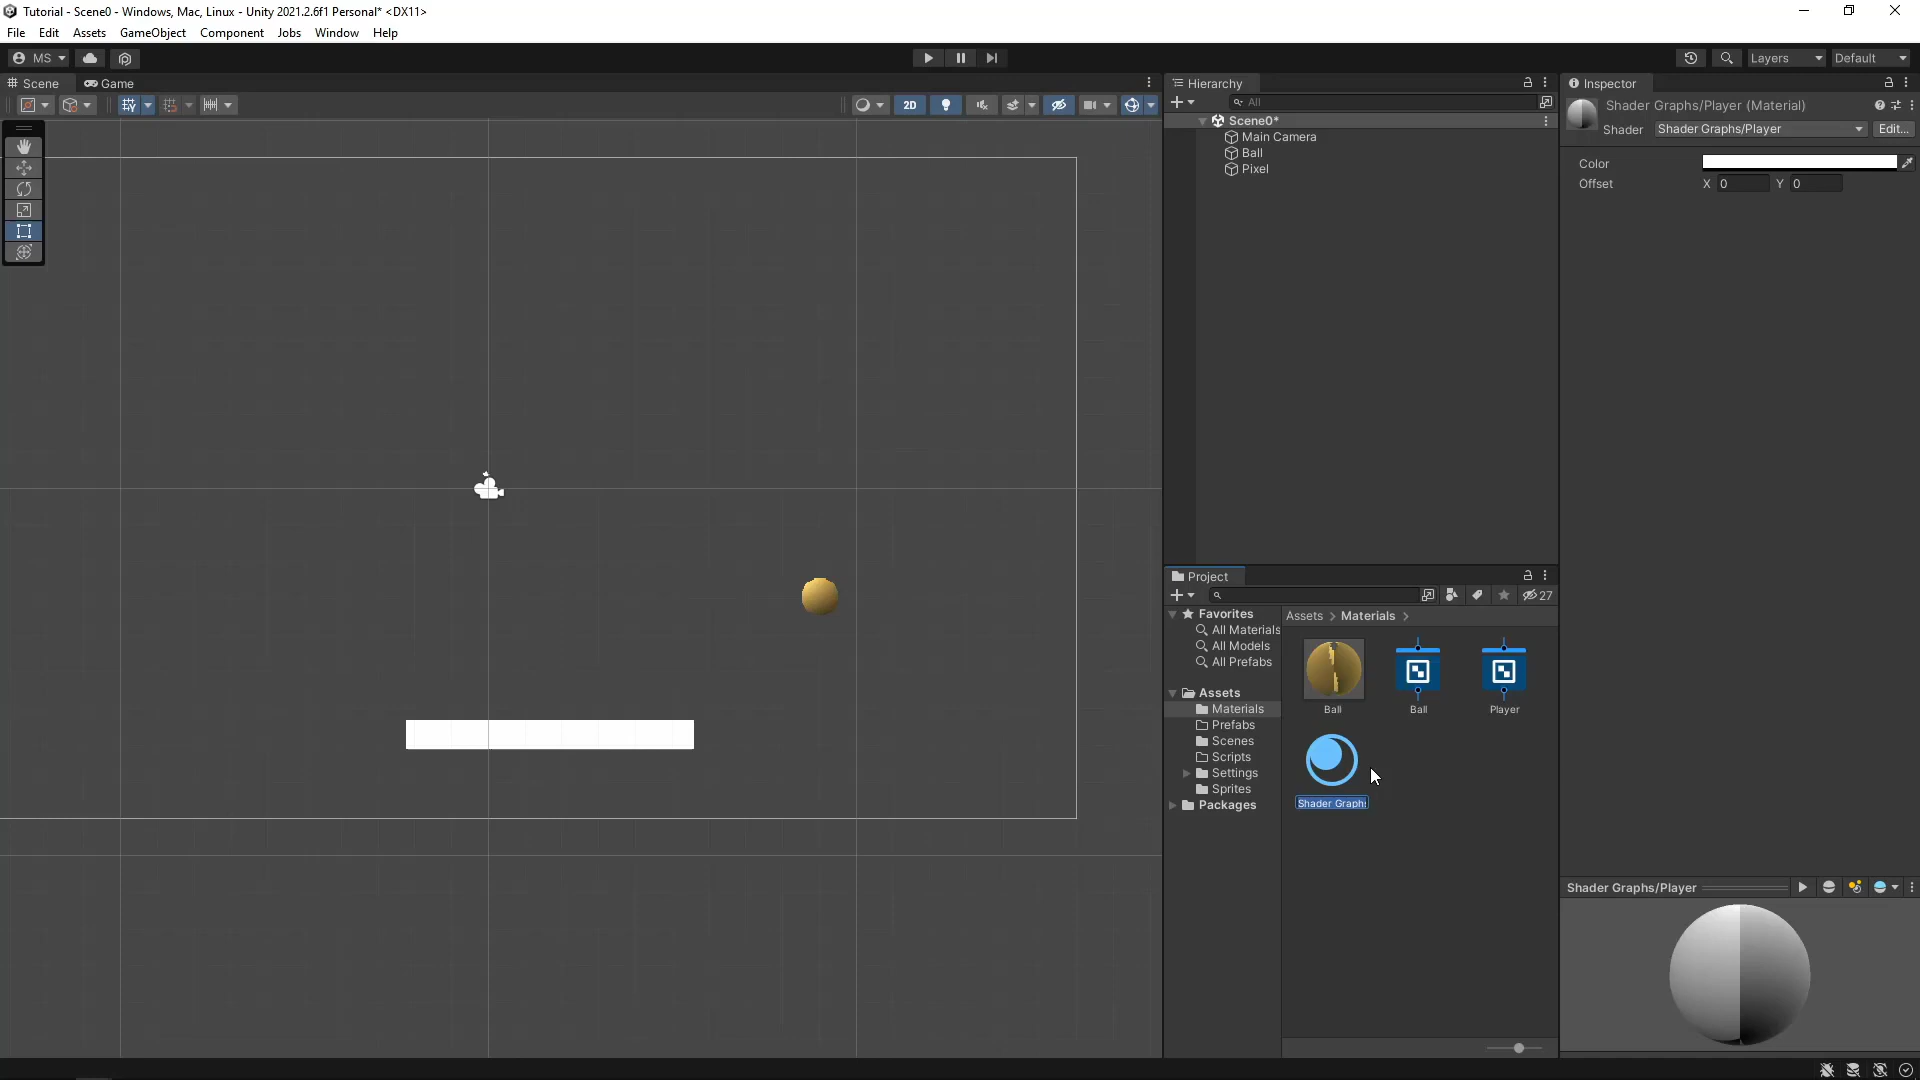 Tutorial - Scene0 - Windows, Mac, Linux - Unity 2021.2.6f1 Personal* <DX11>
File Edit Assets GameObject Component Jobs Window Help
MS Layers Default
Scene Game
2D
Hierarchy
All
Scene0*
Main Camera
Ball
Pixel
Inspector
Shader Graphs/Player (Material)
Shader Shader Graphs/Player Edit...
Color
Offset X 0 Y 0
Project
27
Favorites
All Materials
All Models
All Prefabs
Assets
Materials
Prefabs
Scenes
Scripts
Settings
Sprites
Packages
Assets > Materials >
Ball Ball Player
Shader Graphs
Shader Graphs/Player